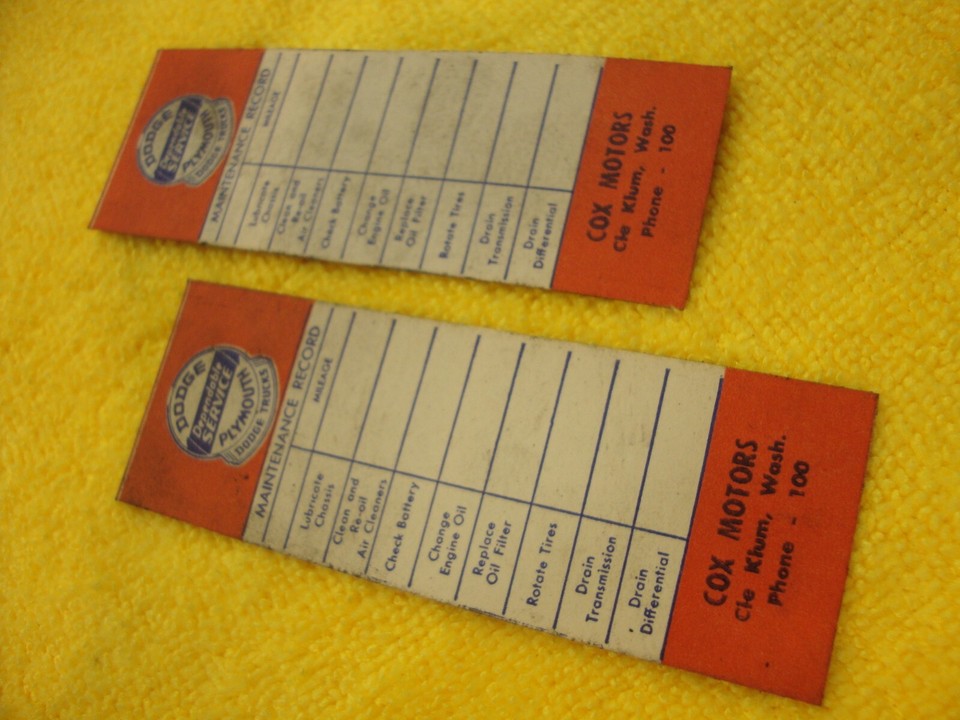 DODGE
Dependable
SERVICE
PLYMOUTH
DODGE TRUCKS
MAINTENANCE RECORD
MILEAGE
Lubricate
Chassis
Clean and
Re-oil
Air Cleaners
Check Battery
Change
Engine Oil
Replace
Oil Filter
Rotate Tires
Drain
Transmission
Drain
Differential
COX MOTORS
Cle Klum, Wash.
Phone - 100
DODGE
Dependable
SERVICE
PLYMOUTH
DODGE TRUCKS
MAINTENANCE RECORD
MILEAGE
Lubricate
Chassis
Clean and
Re-oil
Air Cleaners
Check Battery
Change
Engine Oil
Replace
Oil Filter
Rotate Tires
Drain
Transmission
Drain
Differential
COX MOTORS
Cle Klum, Wash.
Phone - 100